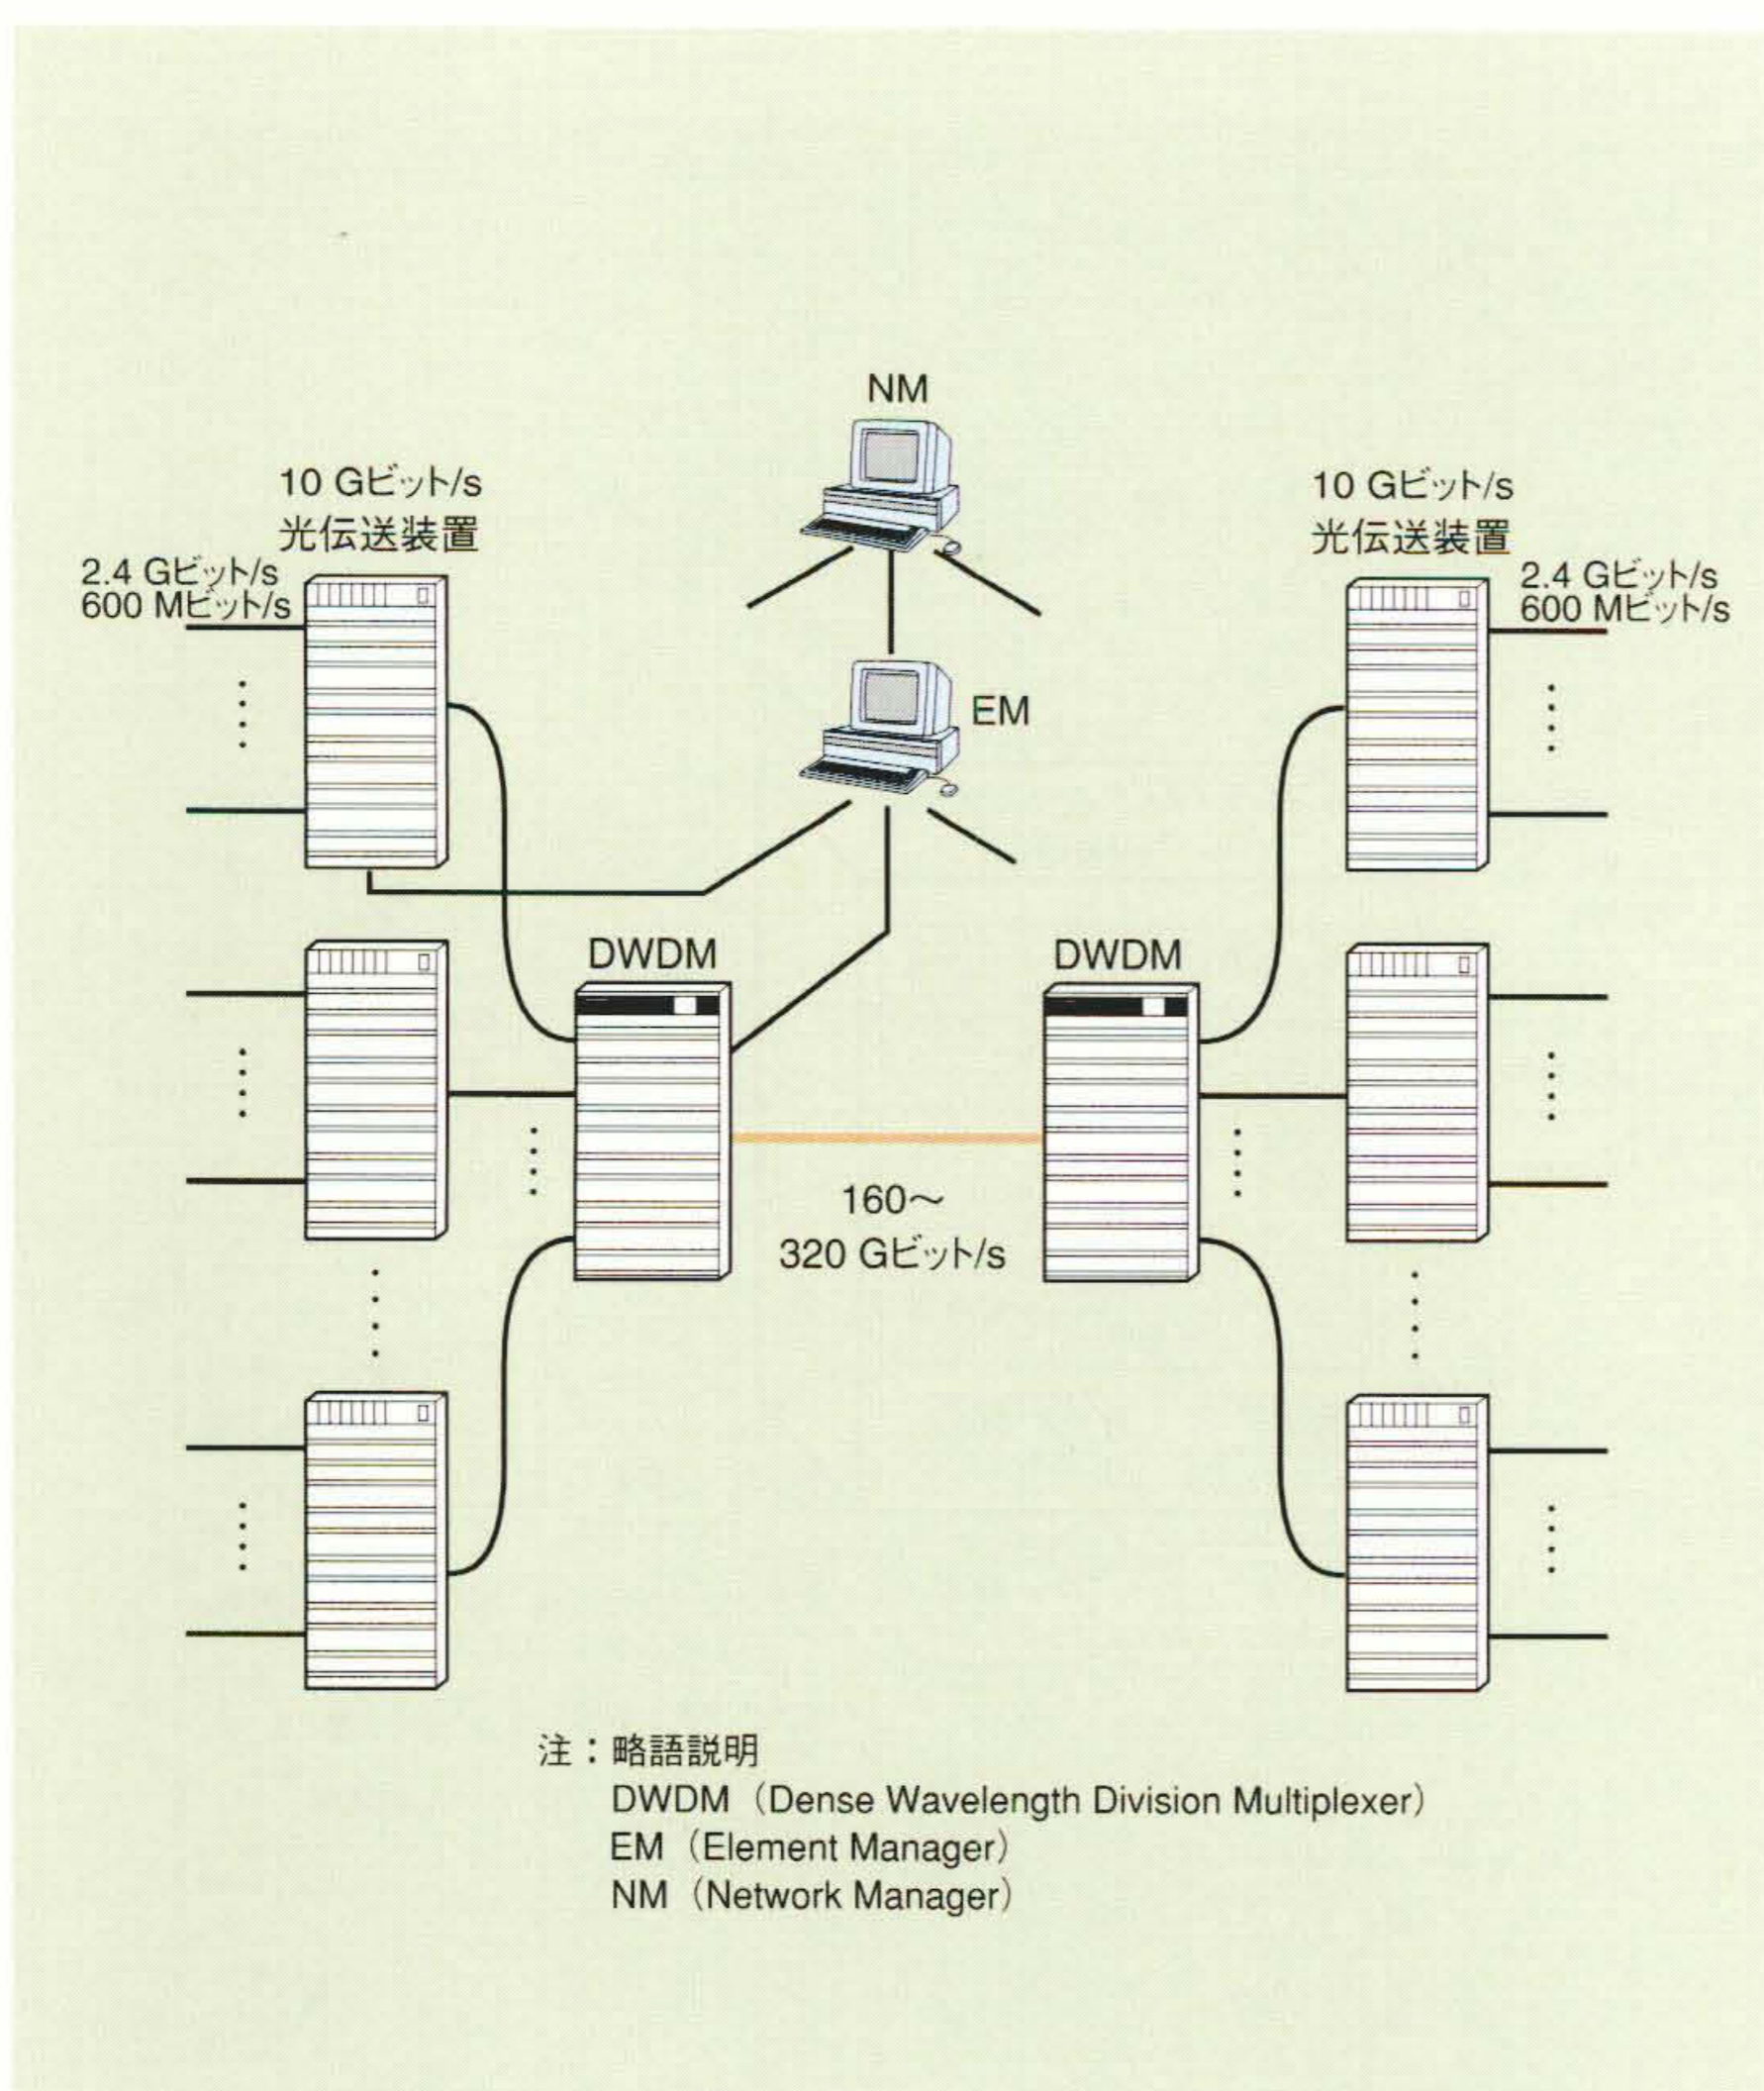 NM
10 Gビット/s
光伝送装置
2.4 Gビット/s
600 Mビット/s
10 Gビット/s
光伝送装置
2.4 Gビット/s
600 Mビット/s
EM
DWDM
DWDM
160～
320 Gビット/s
注：略語説明
DWDM（Dense Wavelength Division Multiplexer）
EM（Element Manager）
NM（Network Manager）